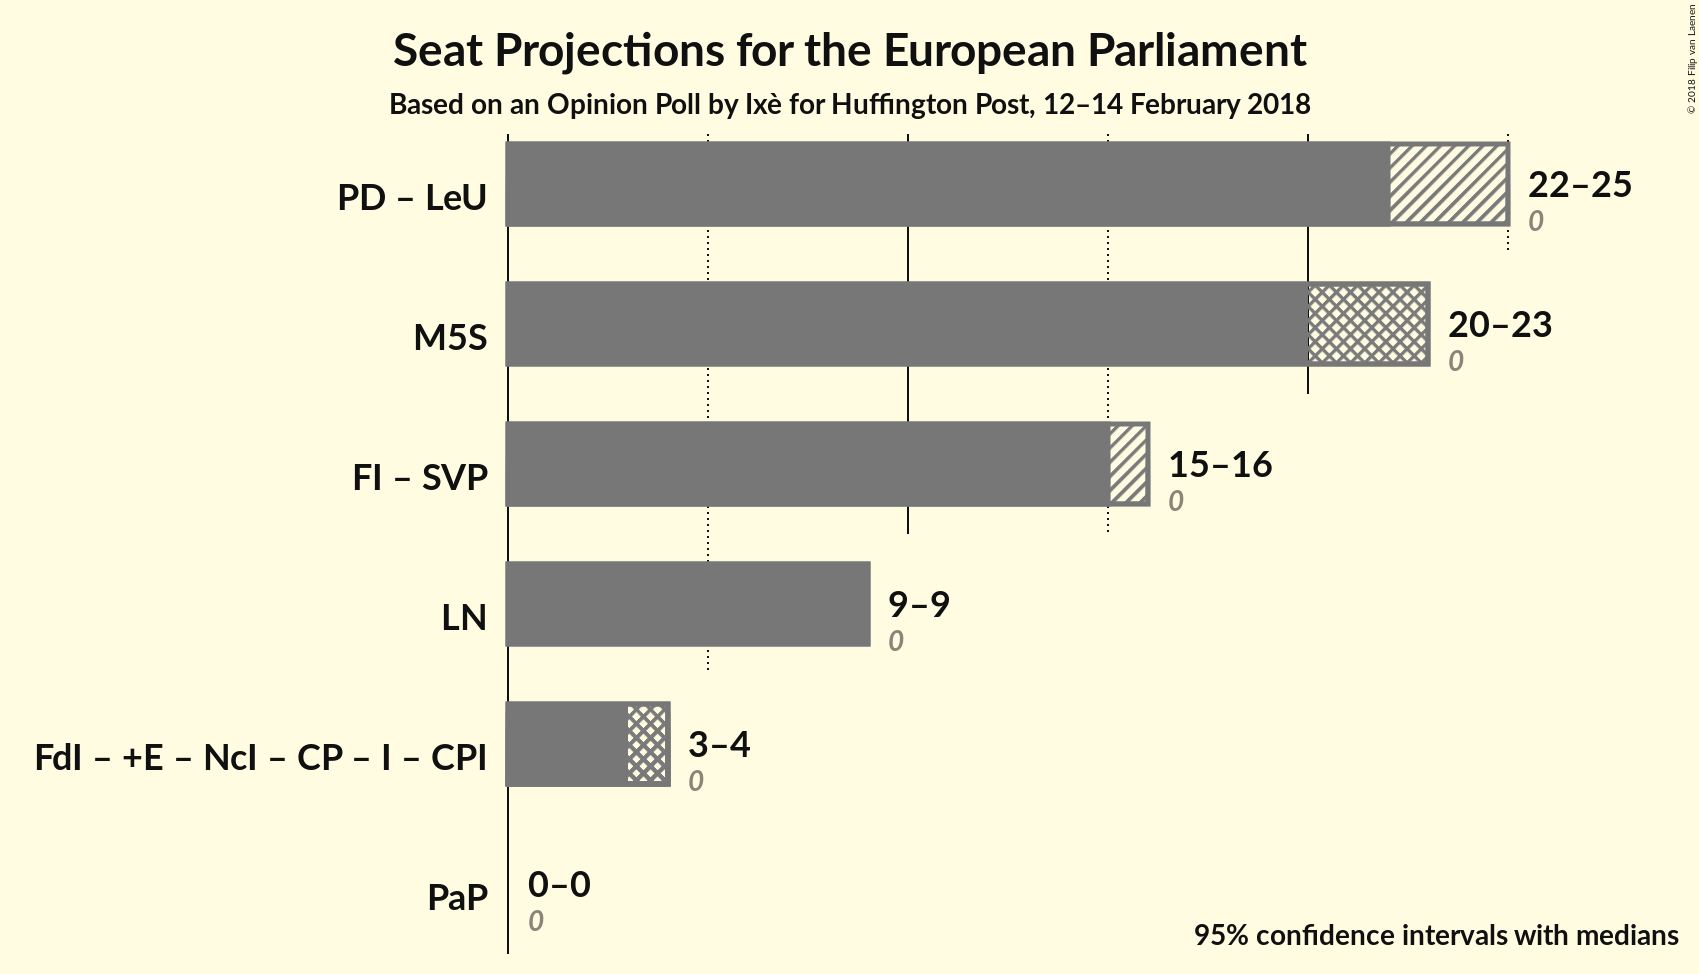 Seat Projections for the European Parliament
Based on an Opinion Poll by Ixè for Huffington Post, 12–14 February 2018
© 2018 Filip van Laenen
PD – LeU
22–25
0
M5S
20–23
0
FI – SVP
15–16
0
LN
9–9
0
FdI – +E – NcI – CP – I – CPI
3–4
0
PaP
0–0
0
95% confidence intervals with medians